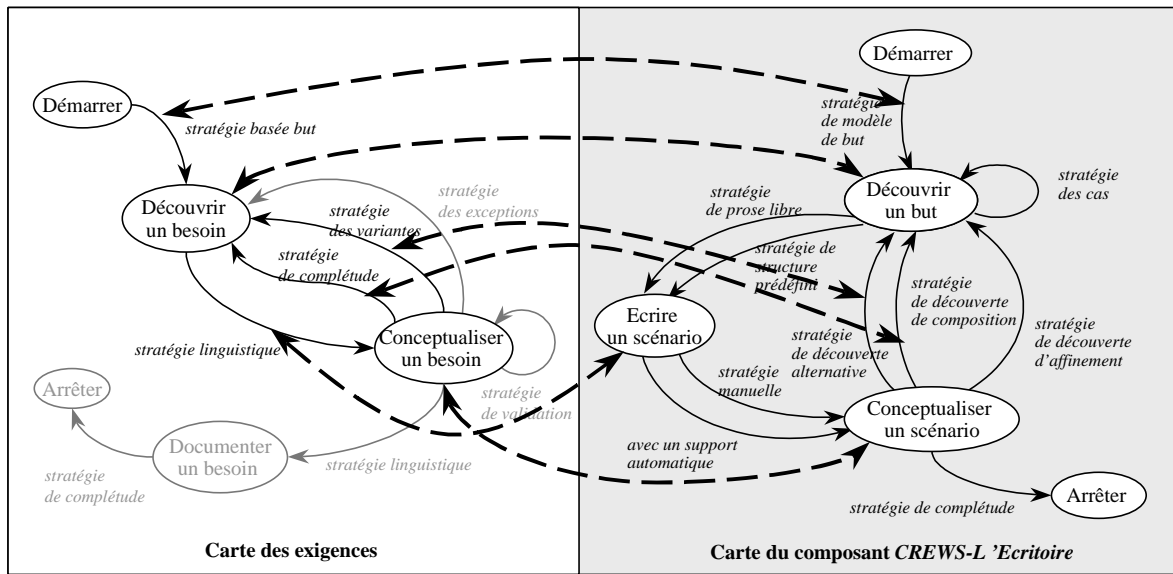 Démarrer
stratégie basée but
Découvrir
un besoin
stratégie
des exceptions
stratégie
des variantes
stratégie
de complétude
Conceptualiser
un besoin
stratégie linguistique
stratégie
de validation
Arrêter
Documenter
un besoin
stratégie
de complétude
stratégie linguistique
Carte des exigences
Démarrer
stratégie
de modèle
de but
Découvrir
un but
stratégie
des cas
stratégie
de prose libre
stratégie de
structure
prédéfini
Ecrire
un scénario
stratégie
de découverte
de composition
stratégie
de découverte
d'affinement
stratégie
de découverte
alternative
stratégie
manuelle
Conceptualiser
un scénario
avec un support
automatique
stratégie de complétude
Arrêter
Carte du composant CREWS-L ’Ecritoire